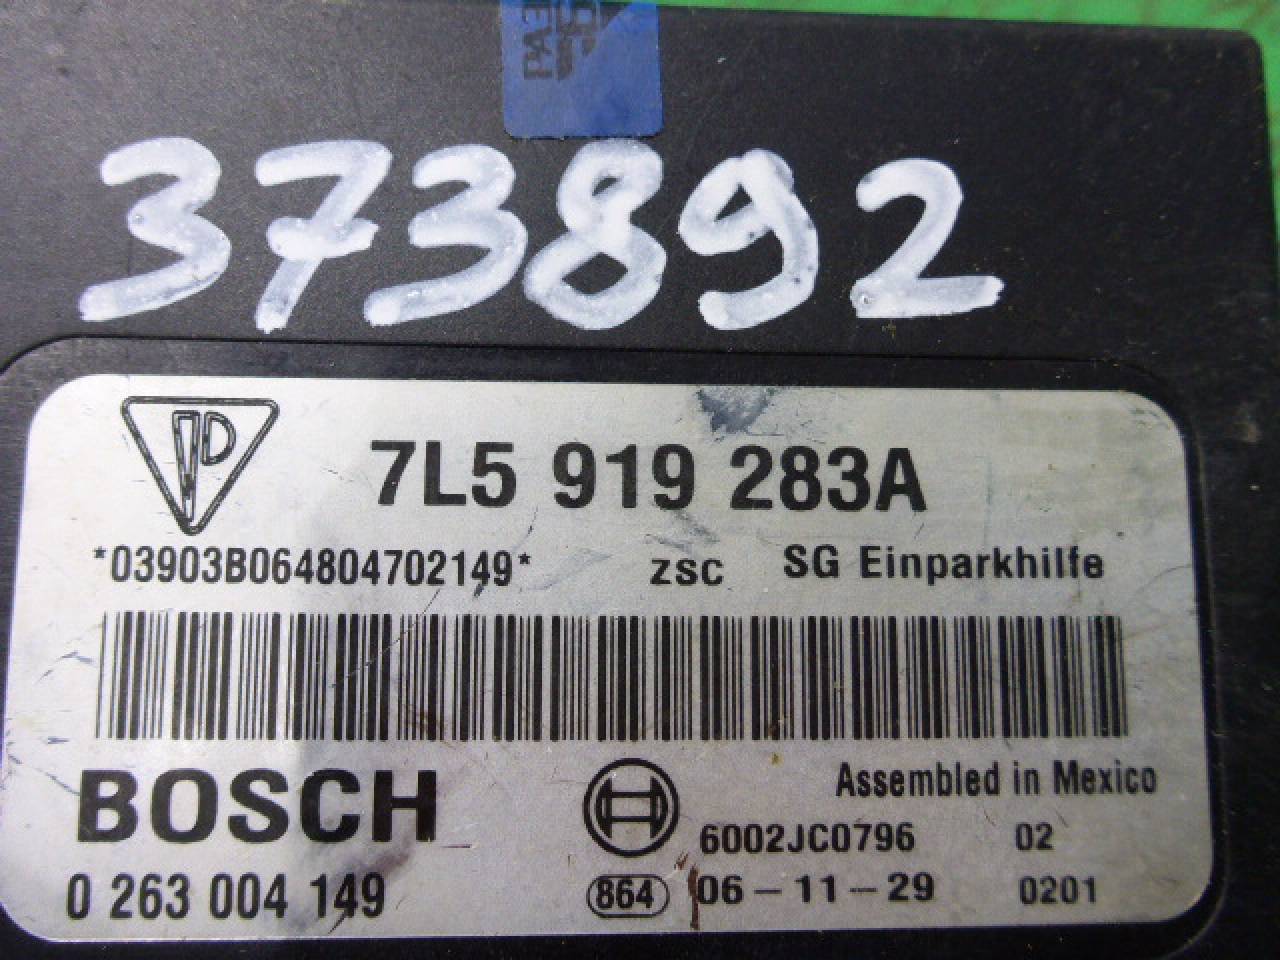 373892
7L5 919 283A
*03903B064804702149*
ZSC
SG Einparkhilfe
BOSCH
Assembled in Mexico
6002JC0796 02
0 263 004 149
864
06-11-29 0201